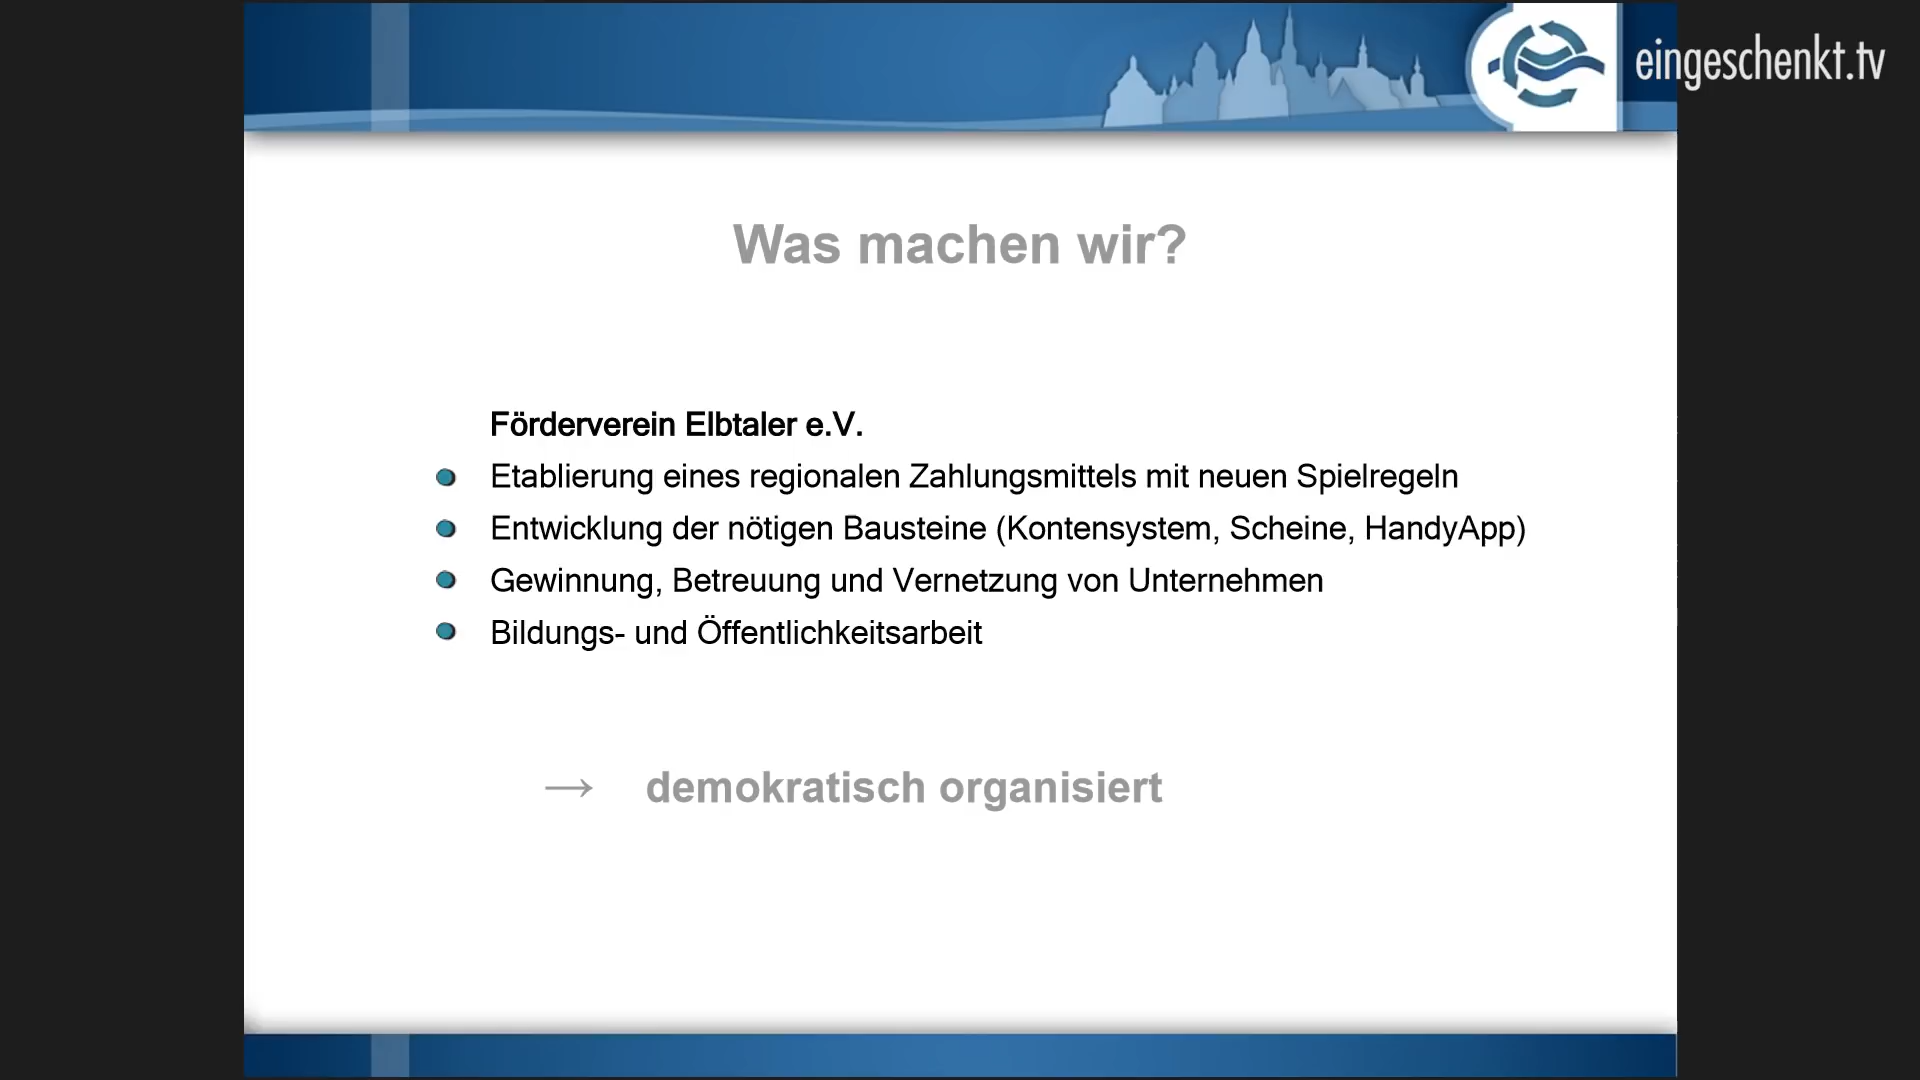 eingeschenkt.tv
Was machen wir?
Förderverein Elbtaler e.V.
Etablierung eines regionalen Zahlungsmittels mit neuen Spielregeln
Entwicklung der nötigen Bausteine (Kontensystem, Scheine, HandyApp)
Gewinnung, Betreuung und Vernetzung von Unternehmen
Bildungs- und Öffentlichkeitsarbeit
→ demokratisch organisiert